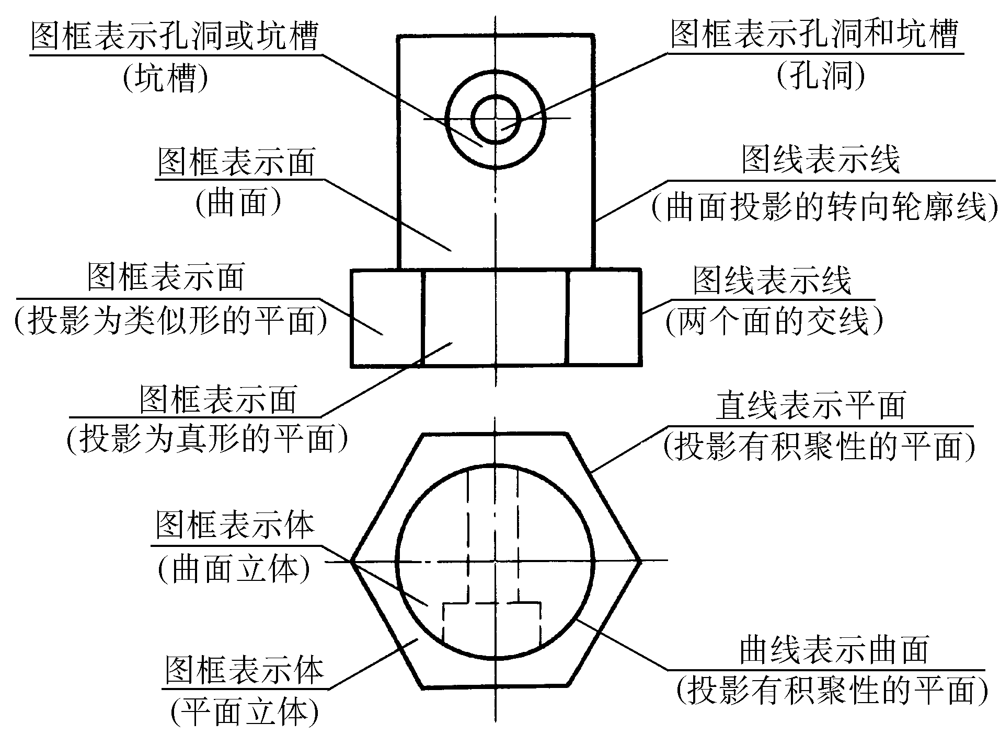 图框表示孔洞或坑槽
(坑槽)
图框表示孔洞和坑槽
(孔洞)
图框表示面
(曲面)
图线表示线
(曲面投影的转向轮廓线)
图框表示面
(投影为类似形的平面)
图线表示线
(两个面的交线)
图框表示面
(投影为真形的平面)
直线表示平面
(投影有积聚性的平面)
图框表示体
(曲面立体)
图框表示体
(平面立体)
曲线表示曲面
(投影有积聚性的平面)